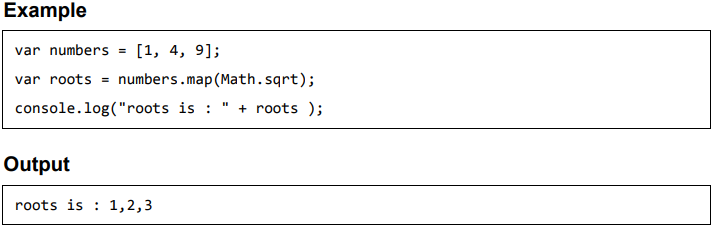 Example
var numbers = [1, 4, 9];
var roots = numbers.map(Math.sqrt);
console.log("roots is : " + roots );
Output
roots is : 1,2,3